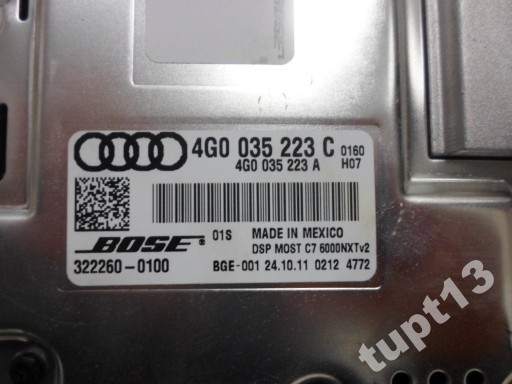 4G0 035 223 C 0160
4G0 035 223 A H07
BOSE® 01S MADE IN MEXICO
DSP MOST C7 6000NXTv2
322260-0100 BGE-001 24.10.11 0212 4772
tupt13